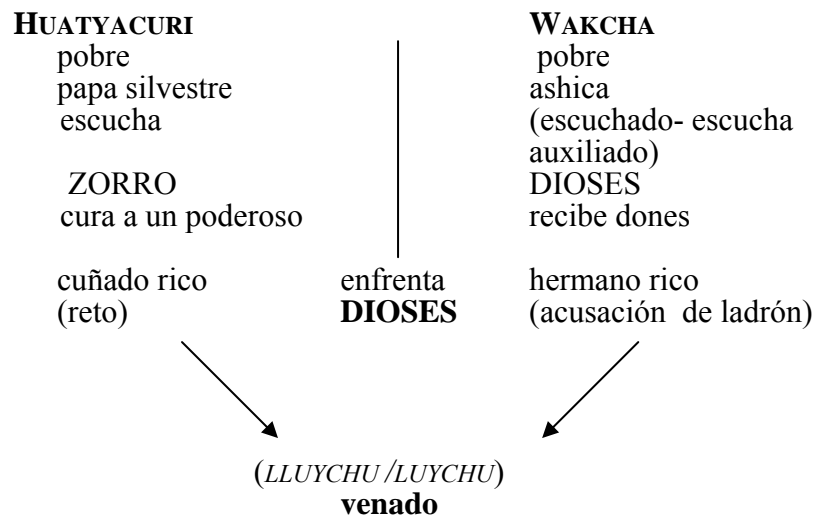 HUATYACURI WAKCHA
pobre pobre
papa silvestre ashica
escucha (escuchado- escucha
auxiliado)
ZORRO DIOSES
cura a un poderoso recibe dones
cuñado rico enfrenta hermano rico
(reto) DIOSES (acusación de ladrón)
(LLUYCHU /LUYCHU)
venado